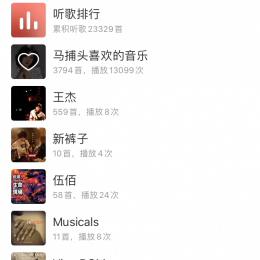 听歌排行
累积听歌23329首
马捕头喜欢的音乐
3794首，播放13099次
王杰
559首，播放8次
新裤子
10首，播放4次
伍佰
58首，播放24次
Musicals
11首，播放8次